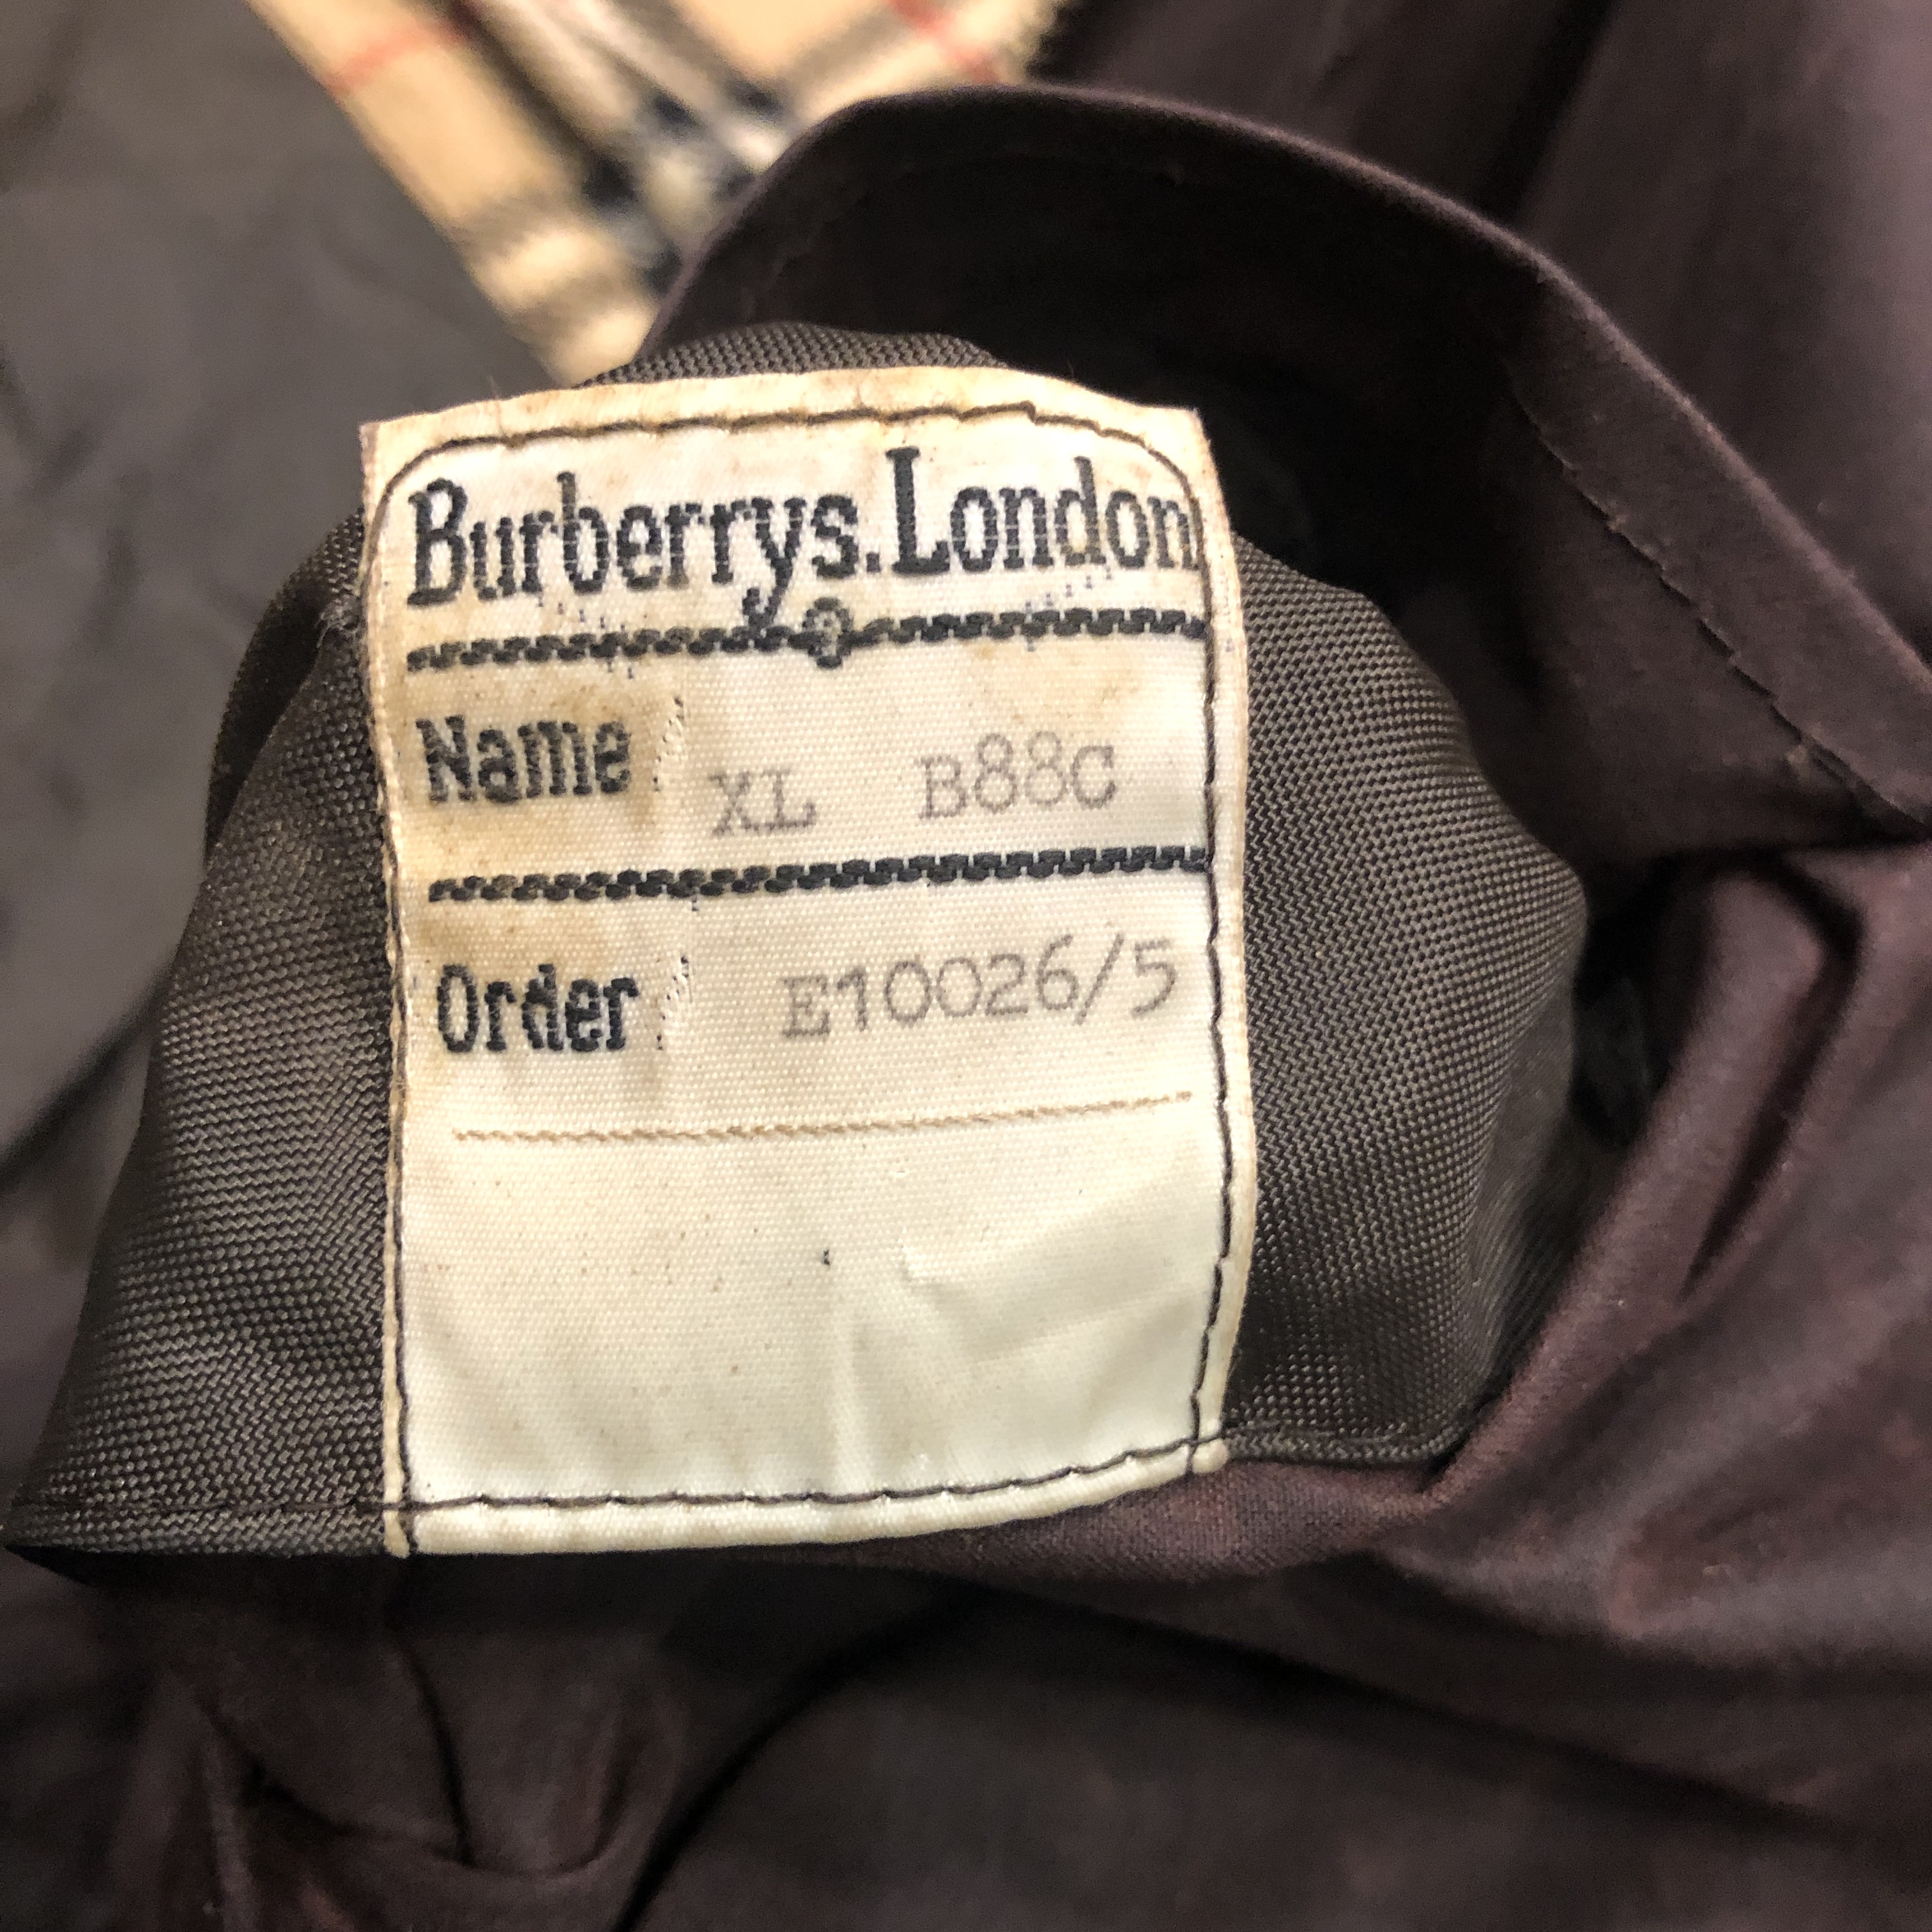 Burberrys.London
Name XL B88C
Order E10026/5